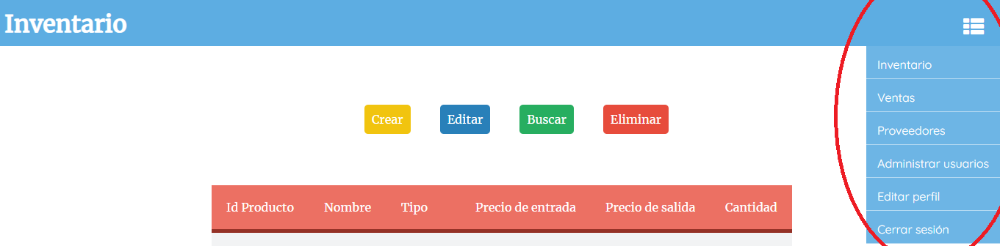 Inventario
Inventario
Ventas
Proveedores
Administrar usuarios
Editar perfil
Cerrar sesión
Crear Editar Buscar Eliminar
Id Producto Nombre Tipo Precio de entrada Precio de salida Cantidad